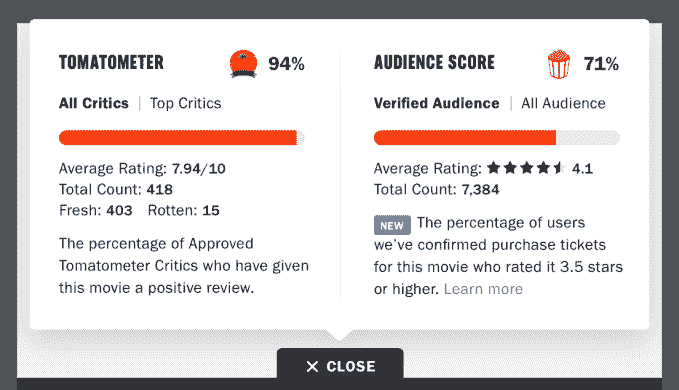 TOMATOMETER 94%
All Critics | Top Critics
Average Rating: 7.94/10
Total Count: 418
Fresh: 403 Rotten: 15
The percentage of Approved
Tomatometer Critics who have given
this movie a positive review.
AUDIENCE SCORE 71%
Verified Audience | All Audience
Average Rating: 4.1
Total Count: 7,384
NEW The percentage of users
we've confirmed purchase tickets
for this movie who rated it 3.5 stars
or higher. Learn more
✕ CLOSE